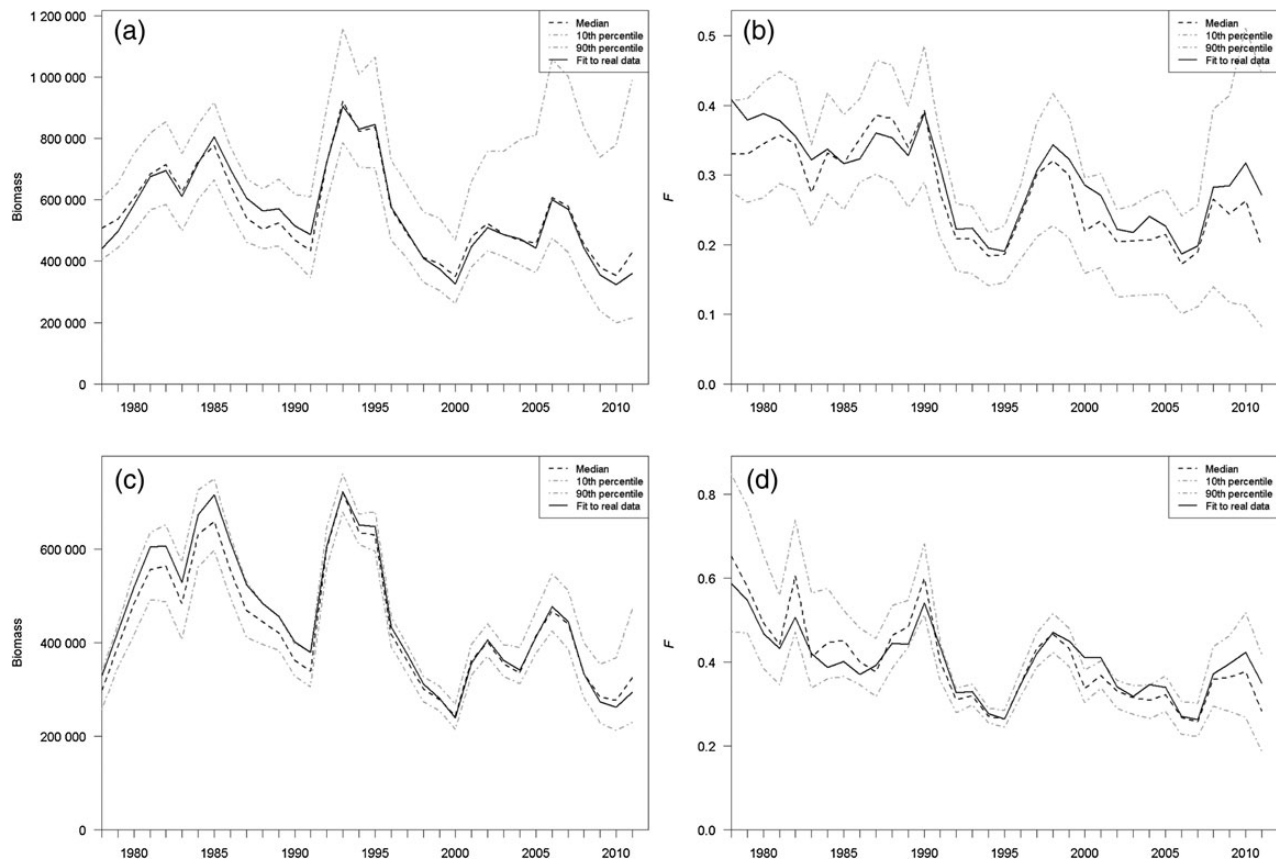 (a)
1 200 000
1 000 000
800 000
600 000
400 000
200 000
0
Biomass
Median
10th percentile
90th percentile
Fit to real data
1980 1985 1990 1995 2000 2005 2010
(b)
0.5
0.4
0.3
0.2
0.1
0.0
F
Median
10th percentile
90th percentile
Fit to real data
1980 1985 1990 1995 2000 2005 2010
(c)
600 000
400 000
200 000
0
Biomass
Median
10th percentile
90th percentile
Fit to real data
1980 1985 1990 1995 2000 2005 2010
(d)
0.8
0.6
0.4
0.2
0.0
F
Median
10th percentile
90th percentile
Fit to real data
1980 1985 1990 1995 2000 2005 2010